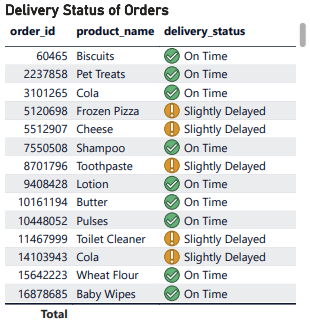 Delivery Status of Orders
order_id product_name delivery_status
60465 Biscuits On Time
2237858 Pet Treats On Time
3101265 Cola On Time
5120698 Frozen Pizza Slightly Delayed
5512907 Cheese Slightly Delayed
7550508 Shampoo On Time
8701796 Toothpaste Slightly Delayed
9408428 Lotion On Time
10161194 Butter On Time
10448052 Pulses On Time
11467999 Toilet Cleaner Slightly Delayed
14103943 Cola Slightly Delayed
15642223 Wheat Flour On Time
16878685 Baby Wipes On Time
Total